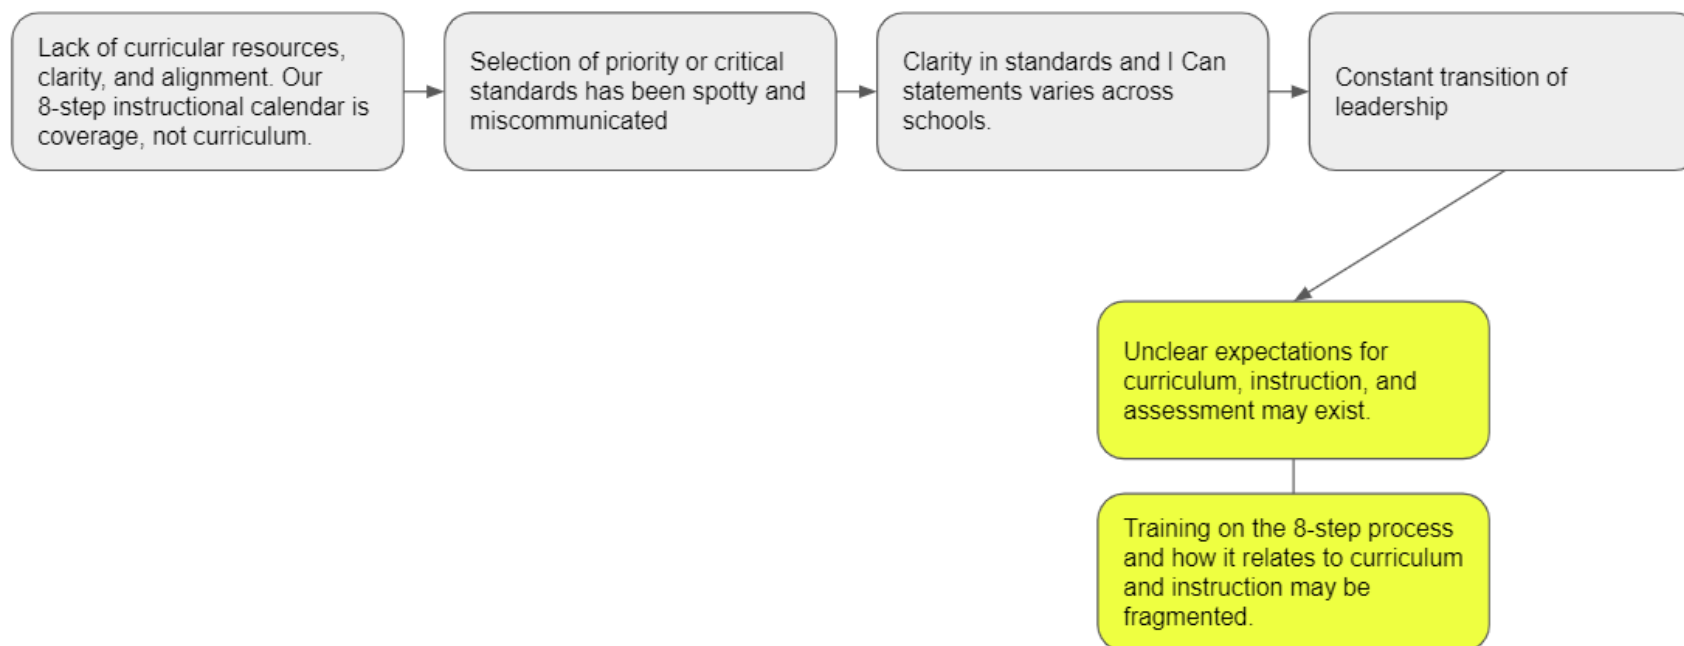 Lack of curricular resources,
clarity, and alignment. Our
8-step instructional calendar is
coverage, not curriculum.
Selection of priority or critical
standards has been spotty and
miscommunicated
Clarity in standards and I Can
statements varies across
schools.
Constant transition of
leadership
Unclear expectations for
curriculum, instruction, and
assessment may exist.
Training on the 8-step process
and how it relates to curriculum
and instruction may be
fragmented.